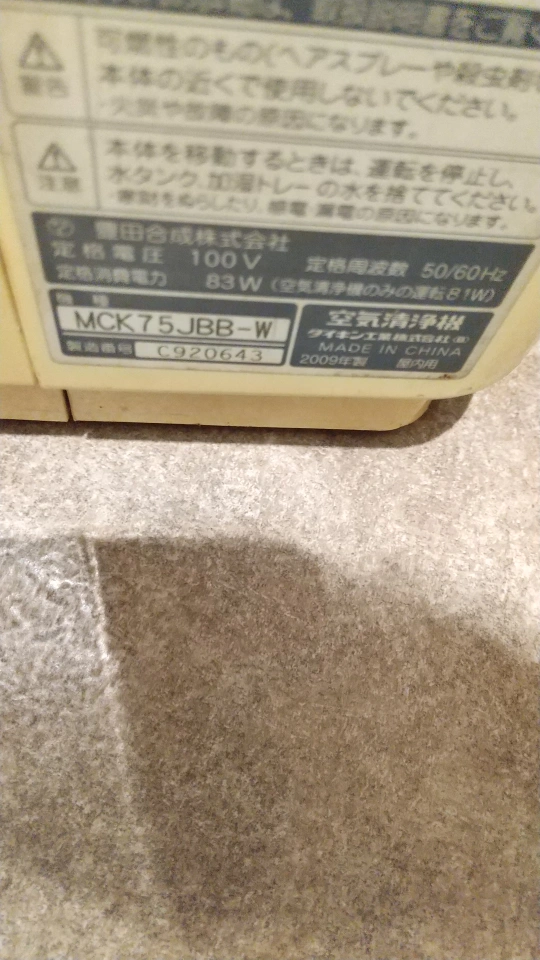 取扱説明書をご覧
警告
可燃性のもの(ヘアスプレーや殺虫剤
本体の近くで使用しないでください。
・火災や故障の原因になります。
注意
本体を移動するときは、運転を停止し、
水タンク、加湿トレーの水を捨ててください。
・家財をぬらしたり、感電・漏電の原因になります。
豊田合成株式会社
定格電圧 100V 定格周波数 50/60Hz
定格消費電力 83W (空気清浄機のみの運転81W)
機種
MCK75JBB-W
製造番号 C920643
空気清浄機
ダイキン工業株式会社
MADE IN CHINA
2009年製 屋内用